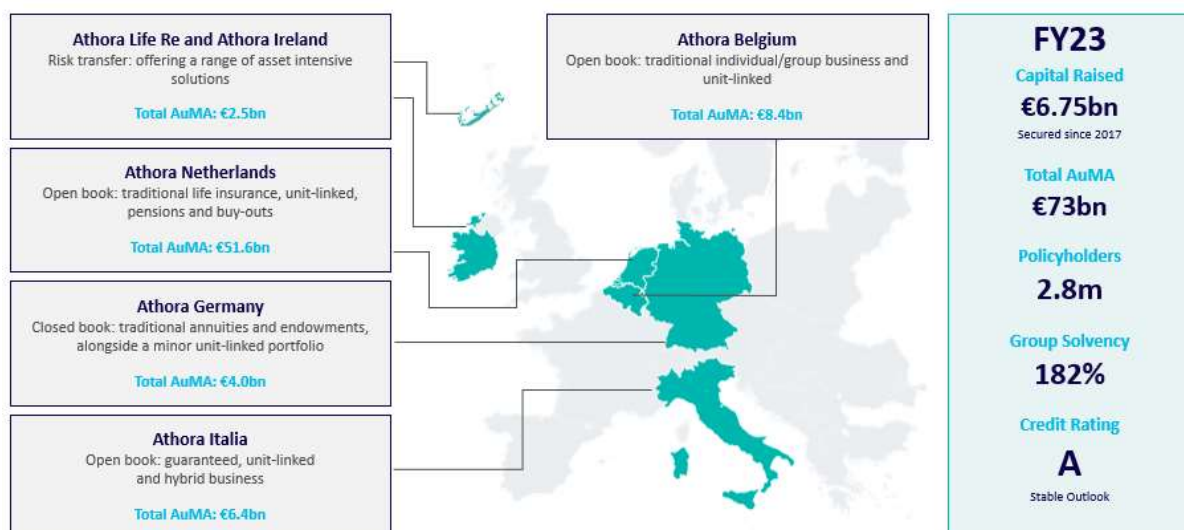 Athora Life Re and Athora Ireland
Risk transfer: offering a range of asset intensive
solutions
Total AuMA: €2.5bn
Athora Netherlands
Open book: traditional life insurance, unit-linked,
pensions and buy-outs
Total AuMA: €51.6bn
Athora Germany
Closed book: traditional annuities and endowments,
alongside a minor unit-linked portfolio
Total AuMA: €4.0bn
Athora Italia
Open book: guaranteed, unit-linked
and hybrid business
Total AuMA: €6.4bn
Athora Belgium
Open book: traditional individual/group business and
unit-linked
Total AuMA: €8.4bn
FY23
Capital Raised
€6.75bn
Secured since 2017
Total AuMA
€73bn
Policyholders
2.8m
Group Solvency
182%
Credit Rating
A
Stable Outlook